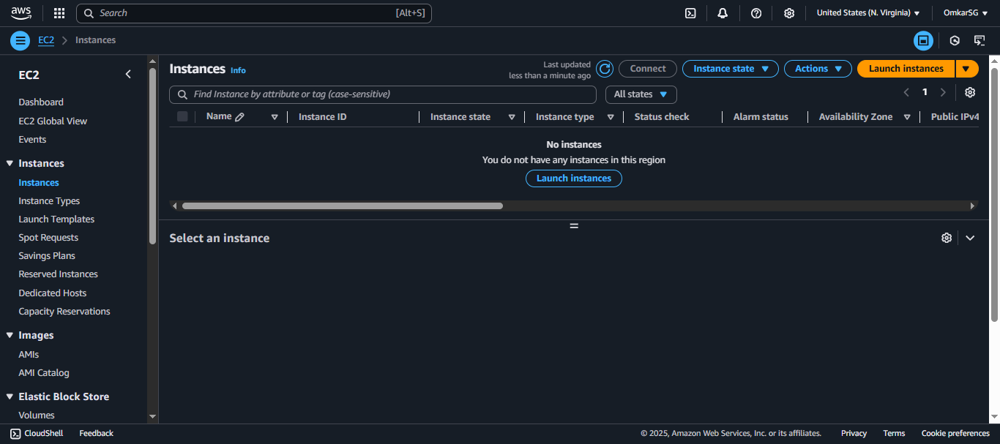 aws
Search [Alt+S]
United States (N. Virginia)
OmkarSG
EC2
Instances
EC2
Dashboard
EC2 Global View
Events
Instances
Instances
Instance Types
Launch Templates
Spot Requests
Savings Plans
Reserved Instances
Dedicated Hosts
Capacity Reservations
Images
AMIs
AMI Catalog
Elastic Block Store
Volumes
Instances Info
Last updated
less than a minute ago
Connect
Instance state
Actions
Launch instances
Find Instance by attribute or tag (case-sensitive)
All states
1
Name
Instance ID
Instance state
Instance type
Status check
Alarm status
Availability Zone
Public IPv4
No instances
You do not have any instances in this region
Launch instances
Select an instance
CloudShell
Feedback
© 2025, Amazon Web Services, Inc. or its affiliates.
Privacy
Terms
Cookie preferences